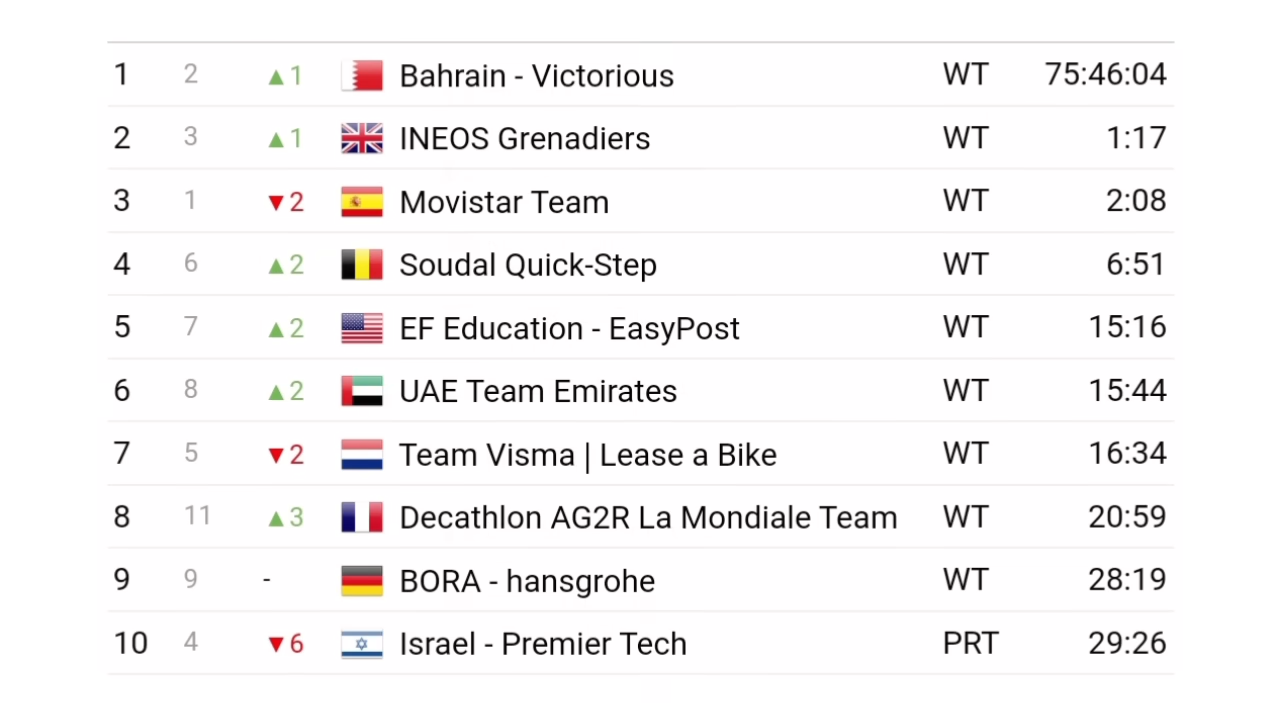 1 2 ▲1 Bahrain - Victorious WT 75:46:04
2 3 ▲1 INEOS Grenadiers WT 1:17
3 1 ▼2 Movistar Team WT 2:08
4 6 ▲2 Soudal Quick-Step WT 6:51
5 7 ▲2 EF Education - EasyPost WT 15:16
6 8 ▲2 UAE Team Emirates WT 15:44
7 5 ▼2 Team Visma | Lease a Bike WT 16:34
8 11 ▲3 Decathlon AG2R La Mondiale Team WT 20:59
9 9 - BORA - hansgrohe WT 28:19
10 4 ▼6 Israel - Premier Tech PRT 29:26